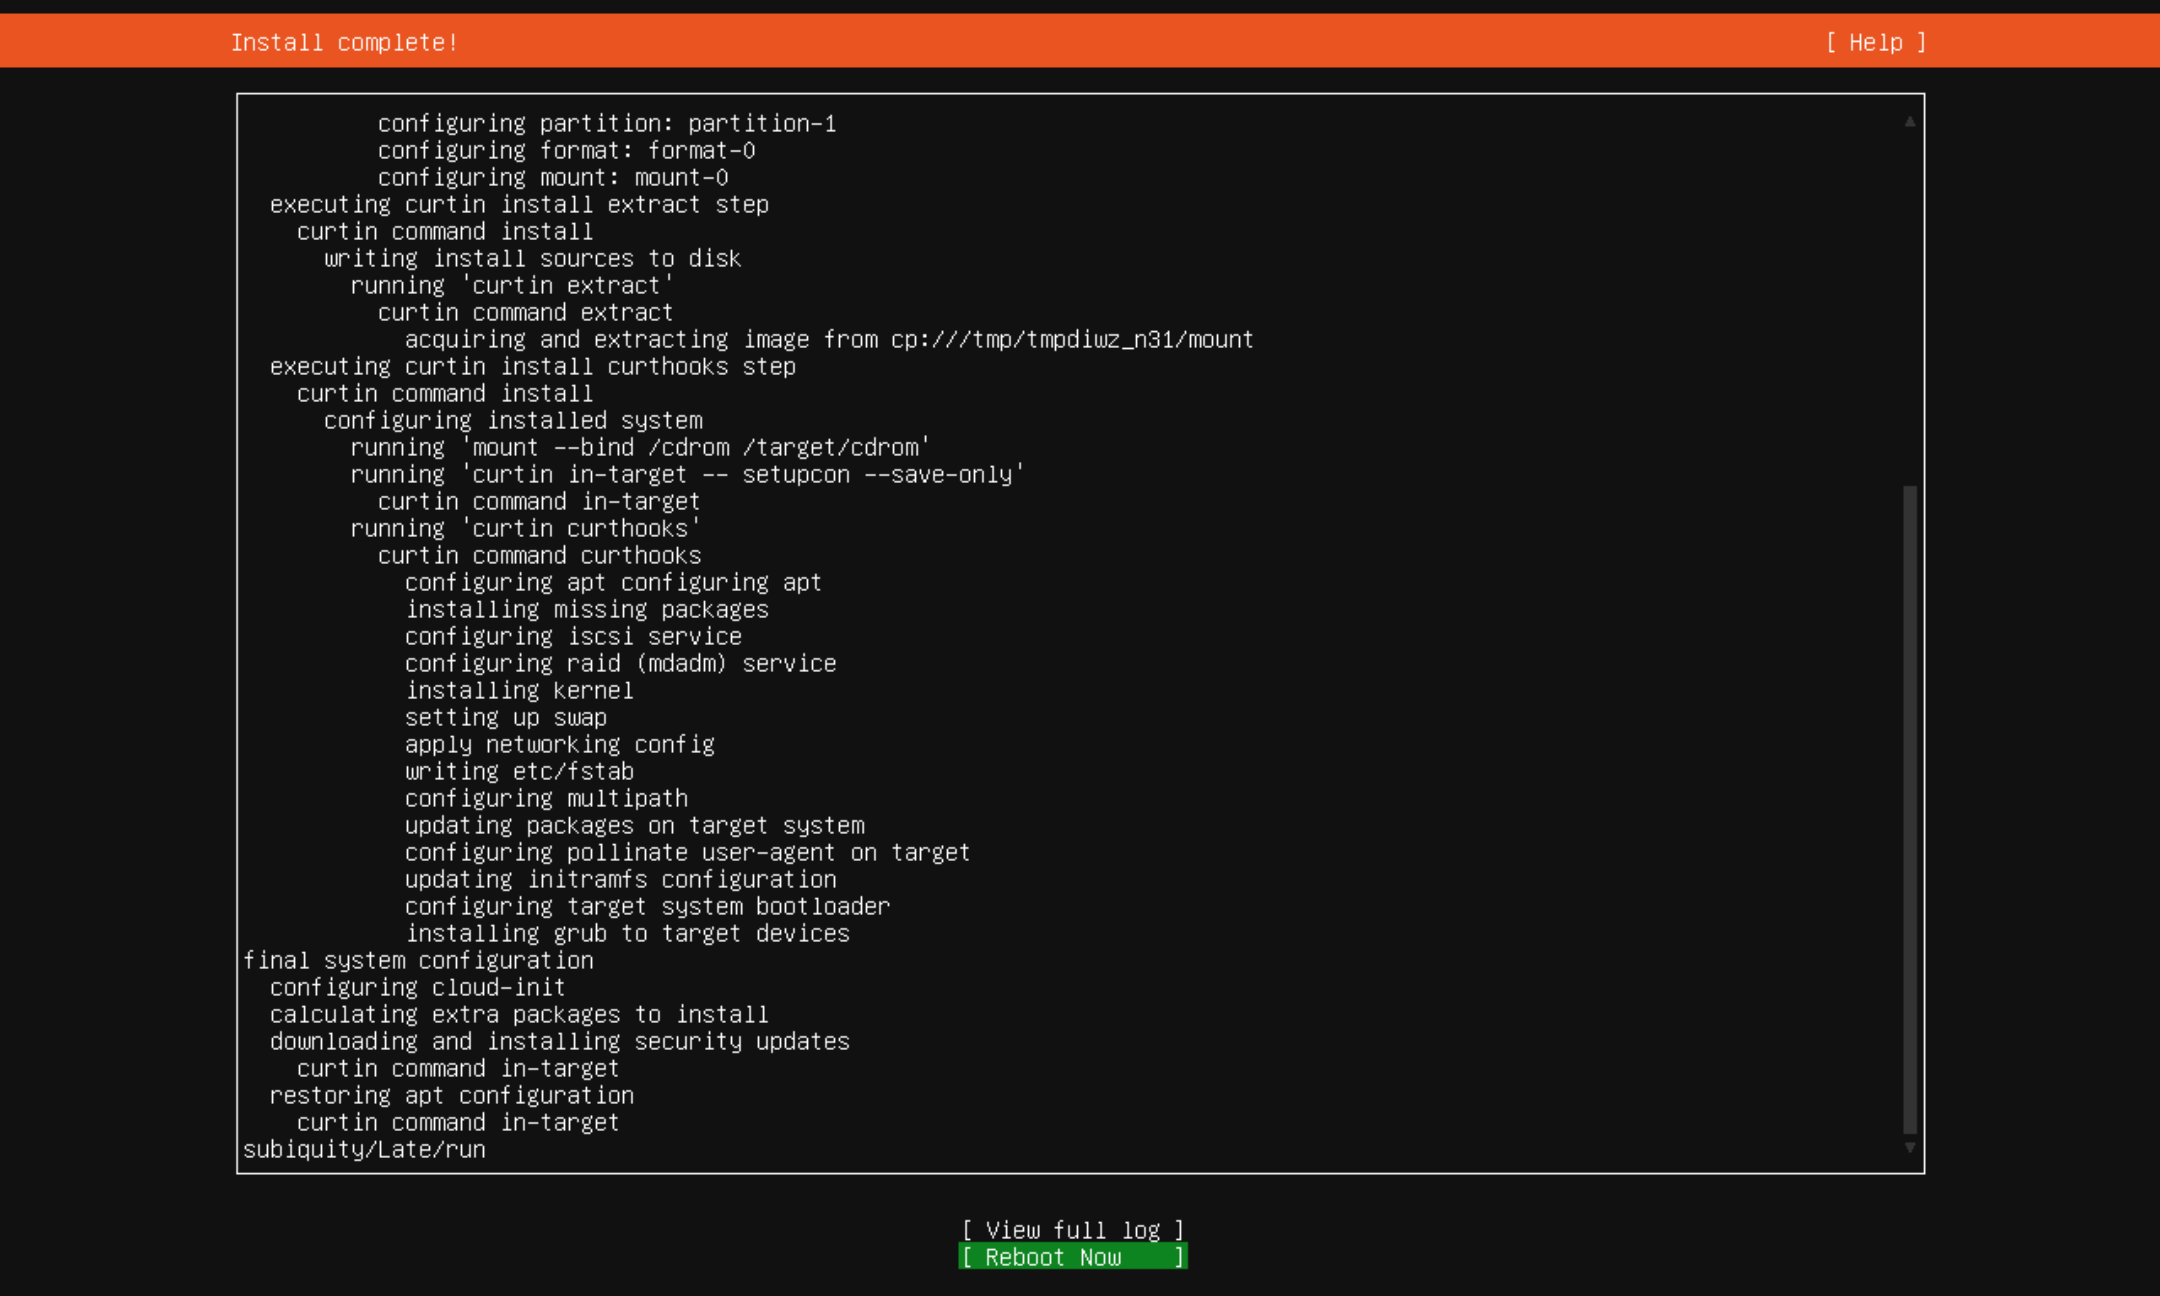 Install complete!
[ Help ]
configuring partition: partition-1
configuring format: format-0
configuring mount: mount-0
executing curtin install extract step
curtin command install
writing install sources to disk
running 'curtin extract'
curtin command extract
acquiring and extracting image from cp:///tmp/tmpdiwz_n31/mount
executing curtin install curthooks step
curtin command install
configuring installed system
running 'mount --bind /cdrom /target/cdrom'
running 'curtin in-target -- setupcon --save-only'
curtin command in-target
running 'curtin curthooks'
curtin command curthooks
configuring apt configuring apt
installing missing packages
configuring iscsi service
configuring raid (mdadm) service
installing kernel
setting up swap
apply networking config
writing etc/fstab
configuring multipath
updating packages on target system
configuring pollinate user-agent on target
updating initramfs configuration
configuring target system bootloader
installing grub to target devices
final system configuration
configuring cloud-init
calculating extra packages to install
downloading and installing security updates
curtin command in-target
restoring apt configuration
curtin command in-target
subiquity/Late/run
[ View full log ]
[ Reboot Now ]